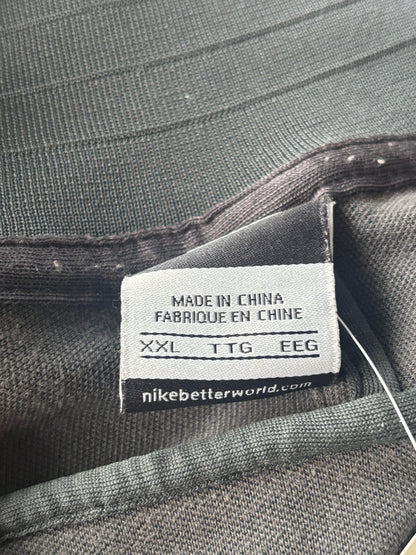 MADE IN CHINA
FABRIQUE EN CHINE
XXL TTG EEG
nikebetterworld.com